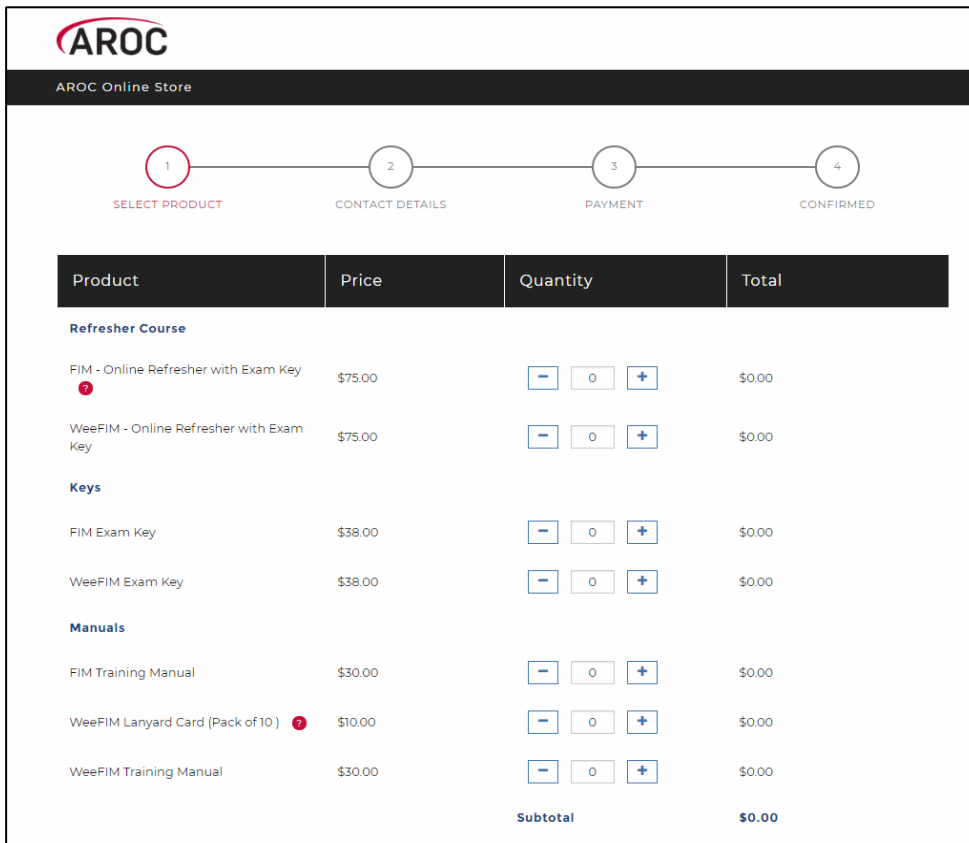 AROC
AROC Online Store
1 2 3 4
SELECT PRODUCT CONTACT DETAILS PAYMENT CONFIRMED
Product Price Quantity Total
Refresher Course
FIM - Online Refresher with Exam Key
? $75.00 − 0 + $0.00
WeeFIM - Online Refresher with Exam
Key $75.00 − 0 + $0.00
Keys
FIM Exam Key $38.00 − 0 + $0.00
WeeFIM Exam Key $38.00 − 0 + $0.00
Manuals
FIM Training Manual $30.00 − 0 + $0.00
WeeFIM Lanyard Card (Pack of 10 ) ? $10.00 − 0 + $0.00
WeeFIM Training Manual $30.00 − 0 + $0.00
Subtotal $0.00